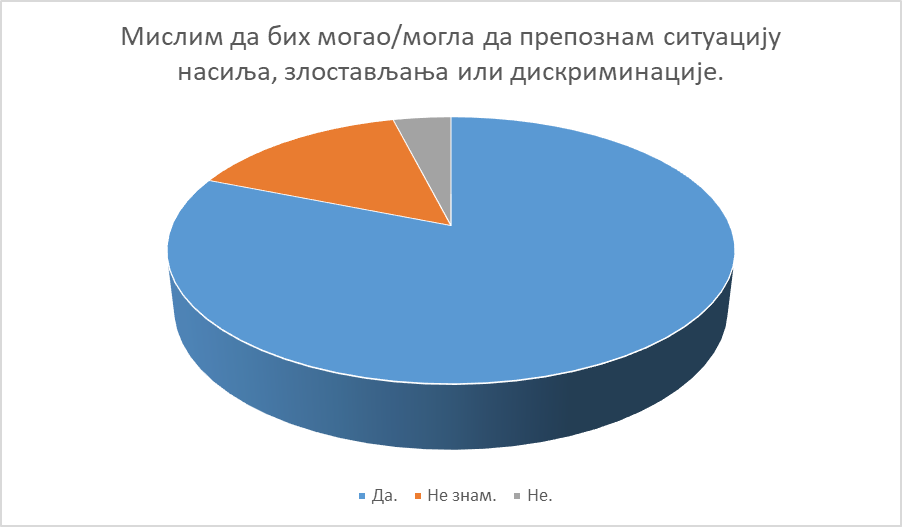 Мислим да бих могао/могла да препознам ситуацију
насиља, злостављања или дискриминације.
Да. Не знам. Не.